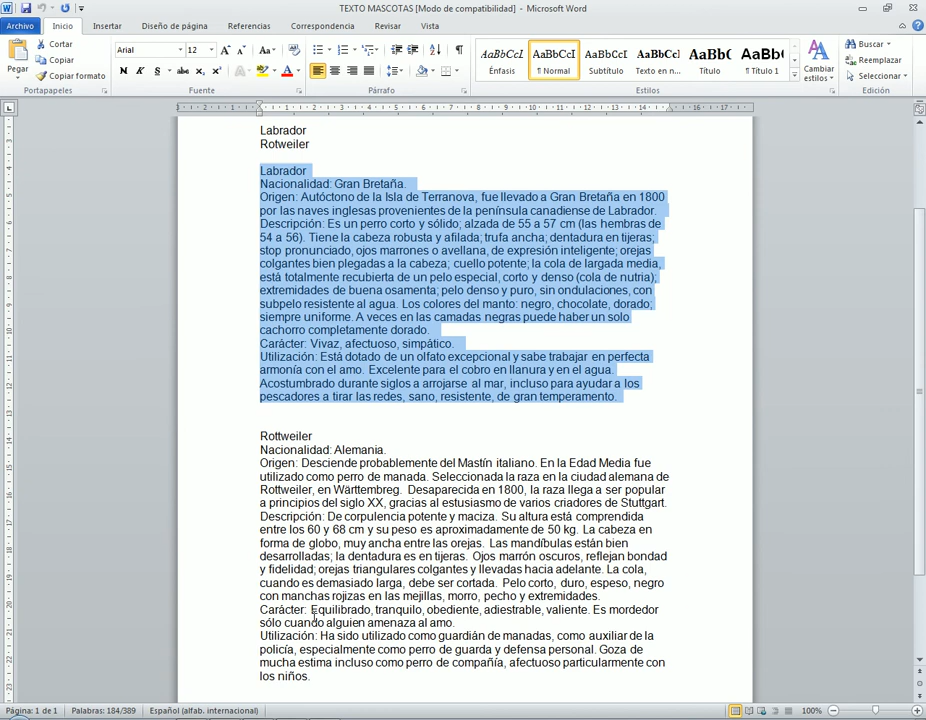 TEXTO MASCOTAS [Modo de compatibilidad] - Microsoft Word
Archivo Inicio Insertar Diseño de página Referencias Correspondencia Revisar Vista
Pegar
Cortar
Copiar
Copiar formato
Portapapeles
Arial 12
Fuente
Párrafo
AaBbCcI AaBbCcI AaBbCcI AaBbCcl AaBb( AaBb(
Énfasis ¶ Normal Subtítulo Texto en n... Título ¶ Título 1
Cambiar estilos
Estilos
Buscar
Reemplazar
Seleccionar
Edición
Labrador
Rotweiler
Labrador
Nacionalidad: Gran Bretaña.
Origen: Autóctono de la Isla de Terranova, fue llevado a Gran Bretaña en 1800
por las naves inglesas provenientes de la península canadiense de Labrador.
Descripción: Es un perro corto y sólido; alzada de 55 a 57 cm (las hembras de
54 a 56). Tiene la cabeza robusta y afilada; trufa ancha; dentadura en tijeras;
stop pronunciado, ojos marrones o avellana, de expresión inteligente; orejas
colgantes bien plegadas a la cabeza; cuello potente; la cola de largada media,
está totalmente recubierta de un pelo especial, corto y denso (cola de nutria);
extremidades de buena osamenta; pelo denso y puro, sin ondulaciones, con
subpelo resistente al agua. Los colores del manto: negro, chocolate, dorado;
siempre uniforme. A veces en las camadas negras puede haber un solo
cachorro completamente dorado.
Carácter: Vivaz, afectuoso, simpático.
Utilización: Está dotado de un olfato excepcional y sabe trabajar en perfecta
armonía con el amo. Excelente para el cobro en llanura y en el agua.
Acostumbrado durante siglos a arrojarse al mar, incluso para ayudar a los
pescadores a tirar las redes, sano, resistente, de gran temperamento.
Rottweiler
Nacionalidad: Alemania.
Origen: Desciende probablemente del Mastín italiano. En la Edad Media fue
utilizado como perro de manada. Seleccionada la raza en la ciudad alemana de
Rottweiler, en Wärttembreg. Desaparecida en 1800, la raza llega a ser popular
a principios del siglo XX, gracias al estusiasmo de varios criadores de Stuttgart.
Descripción: De corpulencia potente y maciza. Su altura está comprendida
entre los 60 y 68 cm y su peso es aproximadamente de 50 kg. La cabeza en
forma de globo, muy ancha entre las orejas. Las mandíbulas están bien
desarrolladas; la dentadura es en tijeras. Ojos marrón oscuros, reflejan bondad
y fidelidad; orejas triangulares colgantes y llevadas hacia adelante. La cola,
cuando es demasiado larga, debe ser cortada. Pelo corto, duro, espeso, negro
con manchas rojizas en las mejillas, morro, pecho y extremidades.
Carácter: Equilibrado, tranquilo, obediente, adiestrable, valiente. Es mordedor
sólo cuando alguien amenaza al amo.
Utilización: Ha sido utilizado como guardián de manadas, como auxiliar de la
policía, especialmente como perro de guarda y defensa personal. Goza de
mucha estima incluso como perro de compañía, afectuoso particularmente con
los niños.
Página: 1 de 1 Palabras: 184/389 Español (alfab. internacional) 100%